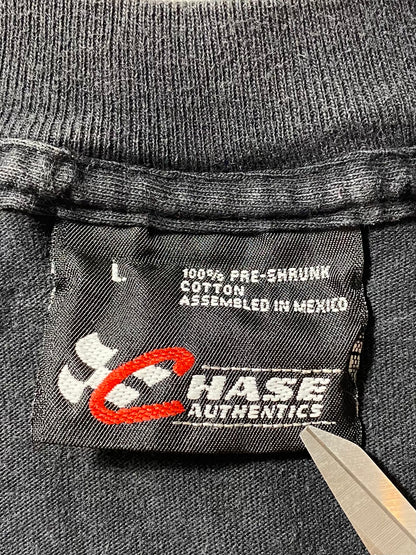 L
100% PRE-SHRUNK
COTTON
ASSEMBLED IN MEXICO
CHASE
AUTHENTICS